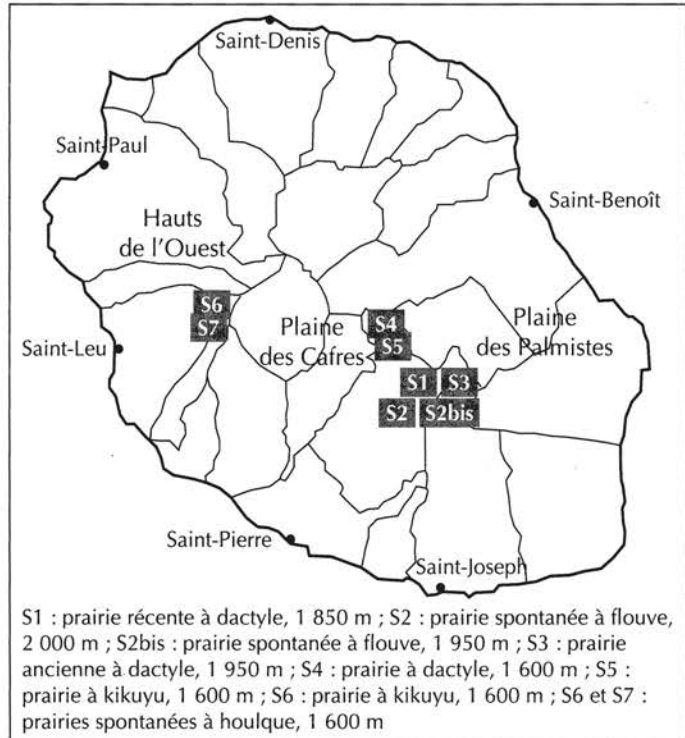 Saint-Denis
Saint-Paul
Saint-Benoît
Hauts
de l'Ouest
S6
S7
Plaine
des Cafres
S4
S5
Plaine
des Palmistes
Saint-Leu
S1
S3
S2
S2bis
Saint-Pierre
Saint-Joseph
S1 : prairie récente à dactyle, 1 850 m ; S2 : prairie spontanée à flouve,
2 000 m ; S2bis : prairie spontanée à flouve, 1 950 m ; S3 : prairie
ancienne à dactyle, 1 950 m ; S4 : prairie à dactyle, 1 600 m ; S5 :
prairie à kikuyu, 1 600 m ; S6 : prairie à kikuyu, 1 600 m ; S6 et S7 :
prairies spontanées à houlque, 1 600 m